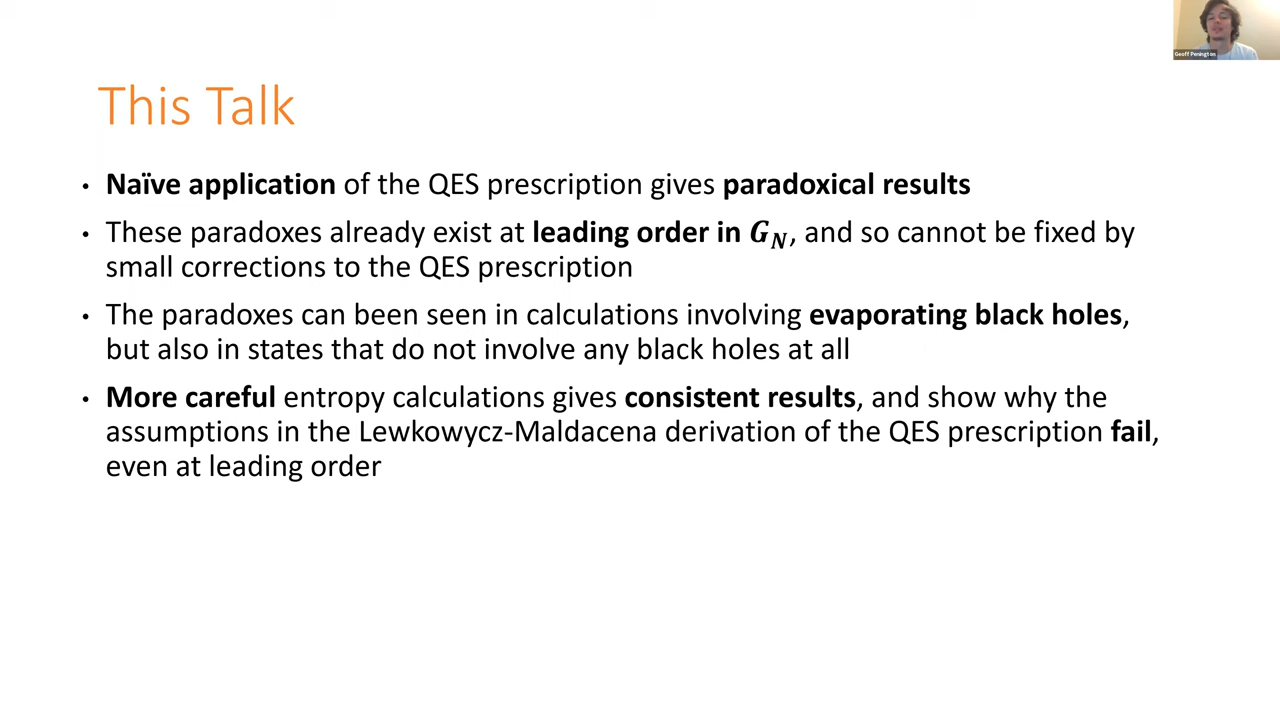 Geoff Penington
This Talk
• Naïve application of the QES prescription gives paradoxical results
• These paradoxes already exist at leading order in G_N, and so cannot be fixed by
small corrections to the QES prescription
• The paradoxes can been seen in calculations involving evaporating black holes,
but also in states that do not involve any black holes at all
• More careful entropy calculations gives consistent results, and show why the
assumptions in the Lewkowycz-Maldacena derivation of the QES prescription fail,
even at leading order